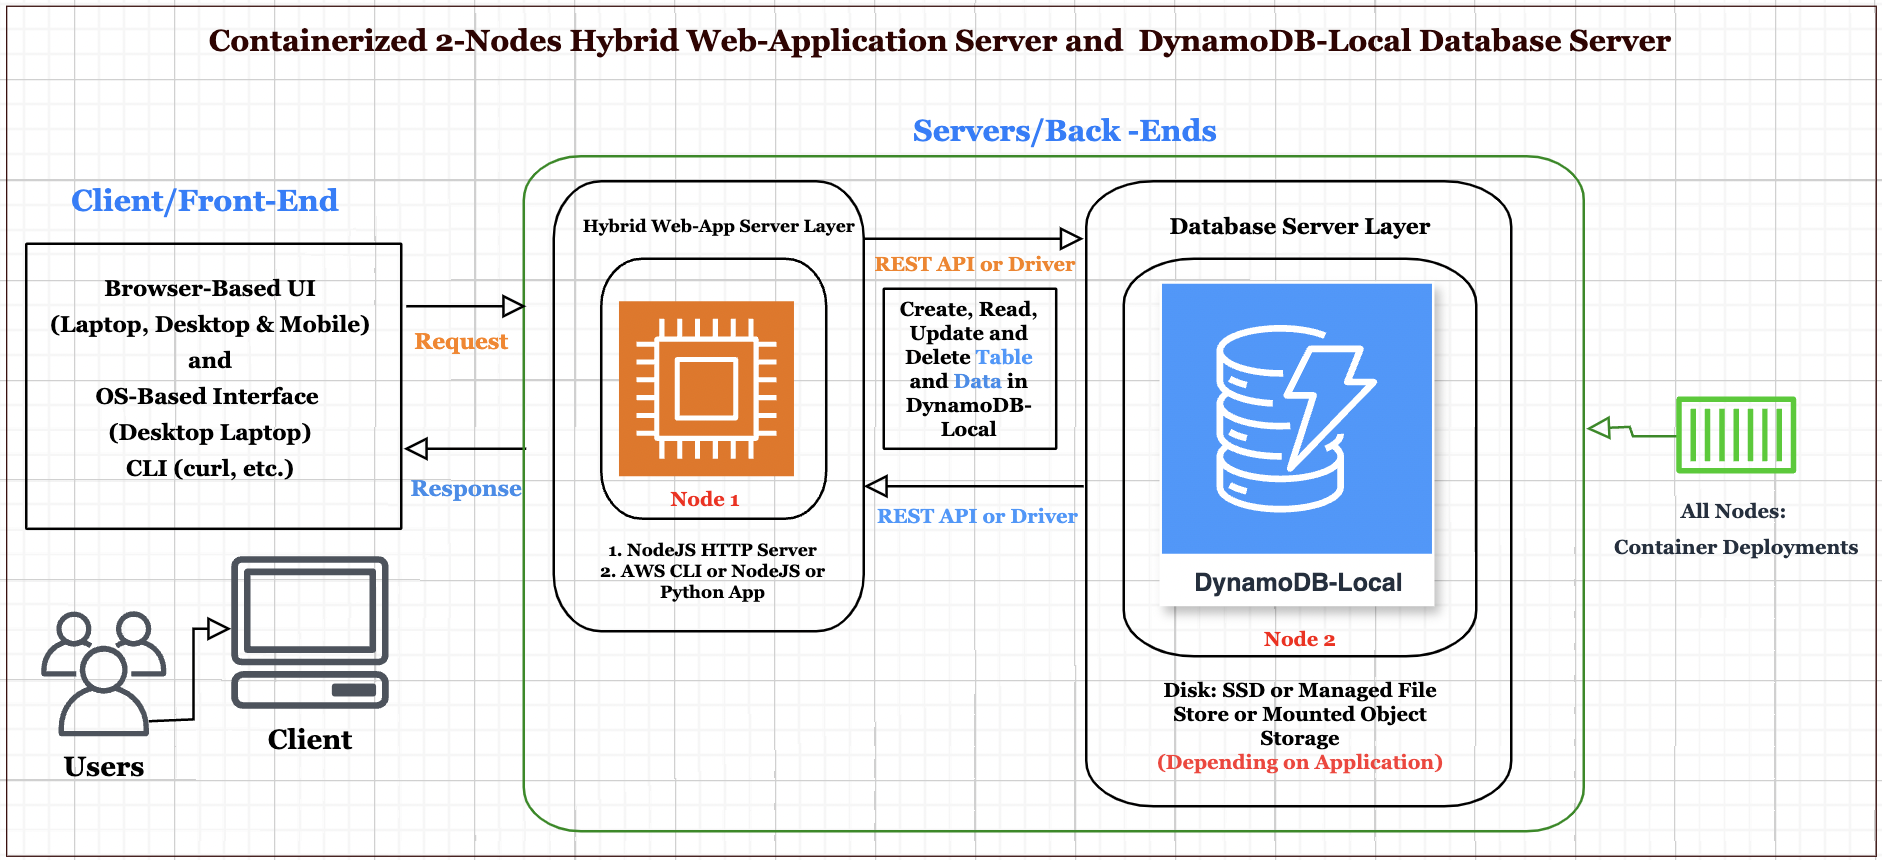 Containerized 2-Nodes Hybrid Web-Application Server and  DynamoDB-Local Database Server
Servers/Back -Ends
Client/Front-End
Browser-Based UI
(Laptop, Desktop & Mobile)
and
OS-Based Interface
(Desktop Laptop)
CLI (curl, etc.)
Request
Response
Users
Client
Hybrid Web-App Server Layer
Node 1
1. NodeJS HTTP Server
2. AWS CLI or NodeJS or
Python App
REST API or Driver
Create, Read,
Update and
Delete Table
and Data in
DynamoDB-
Local
REST API or Driver
Database Server Layer
DynamoDB-Local
Node 2
Disk: SSD or Managed File
Store or Mounted Object
Storage
(Depending on Application)
All Nodes:
Container Deployments